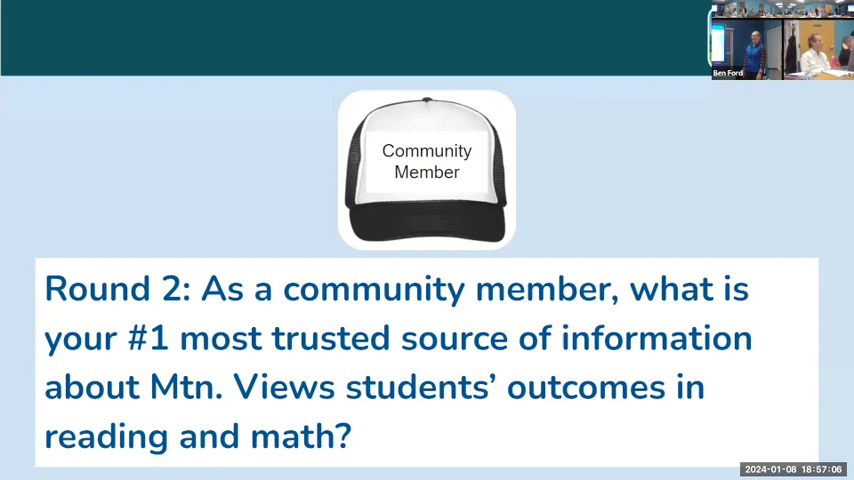 Ben Ford
Community
Member
Round 2: As a community member, what is
your #1 most trusted source of information
about Mtn. Views students’ outcomes in
reading and math?
2024-01-08 18:57:06